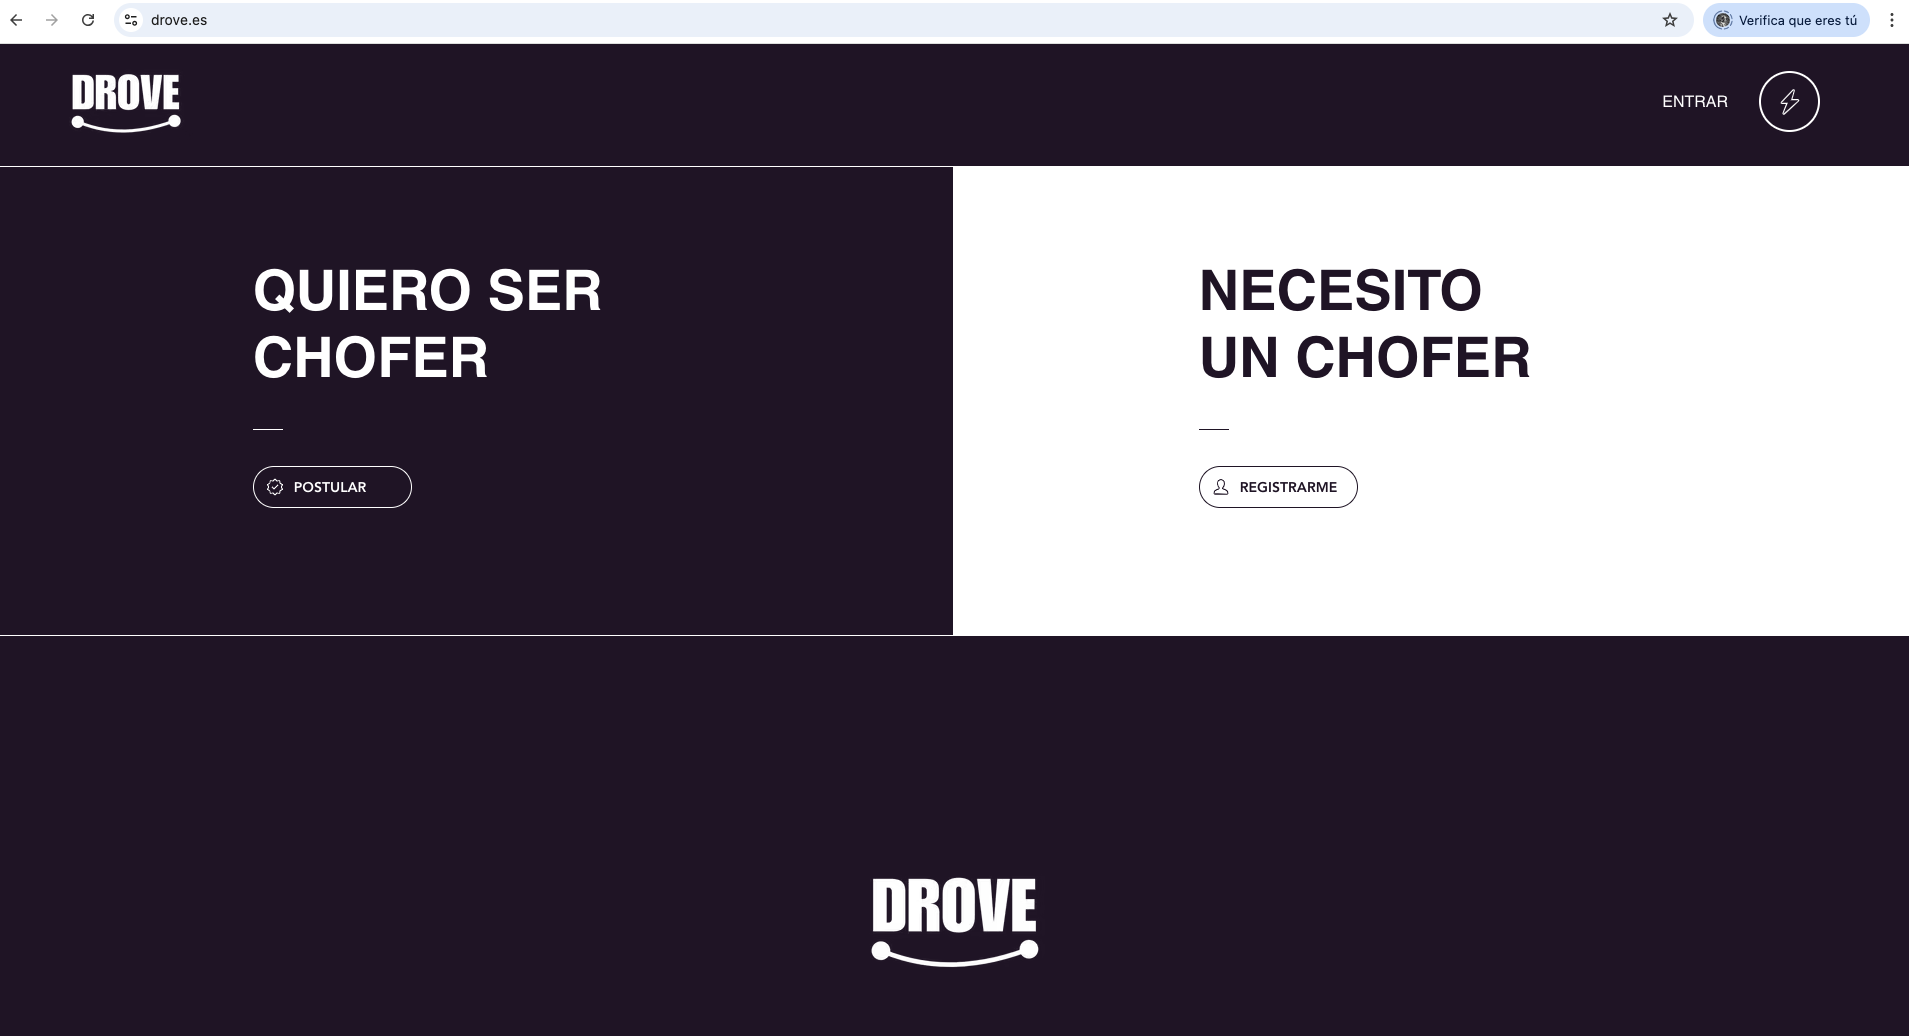 drove.es
Verifica que eres tú
DROVE
ENTRAR
QUIERO SER
CHOFER
POSTULAR
NECESITO
UN CHOFER
REGISTRARME
DROVE